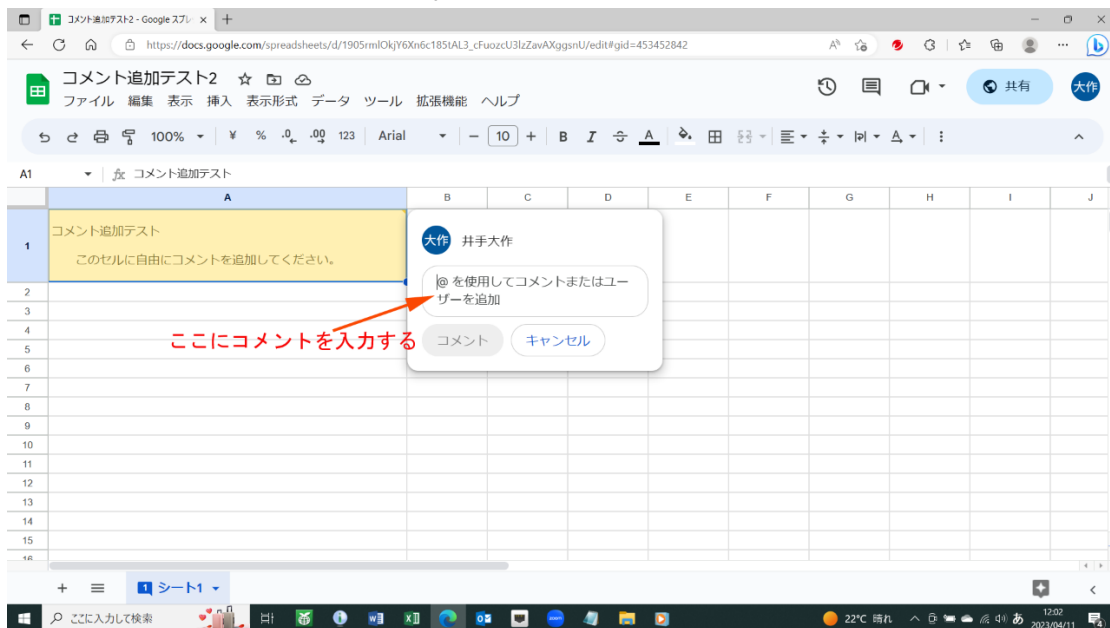 コメント追加テスト2 - Google スプレ
https://docs.google.com/spreadsheets/d/1905rmlOkjY6Xn6c185tAL3_cFuozcU3lzZavAXggsnU/edit#gid=453452842
コメント追加テスト2
ファイル 編集 表示 挿入 表示形式 データ ツール 拡張機能 ヘルプ
共有
大作
100% ¥ % .0 .00 123 Arial 10 B I A
A1 fx コメント追加テスト
A B C D E F G H I J
1
コメント追加テスト
このセルに自由にコメントを追加してください。
大作 井手大作
@ を使用してコメントまたはユー
ザーを追加
ここにコメントを入力する
コメント キャンセル
2
3
4
5
6
7
8
9
10
11
12
13
14
15
16
1 シート1
ここに入力して検索
22°C 晴れ
あ
12:02
2023/04/11
4